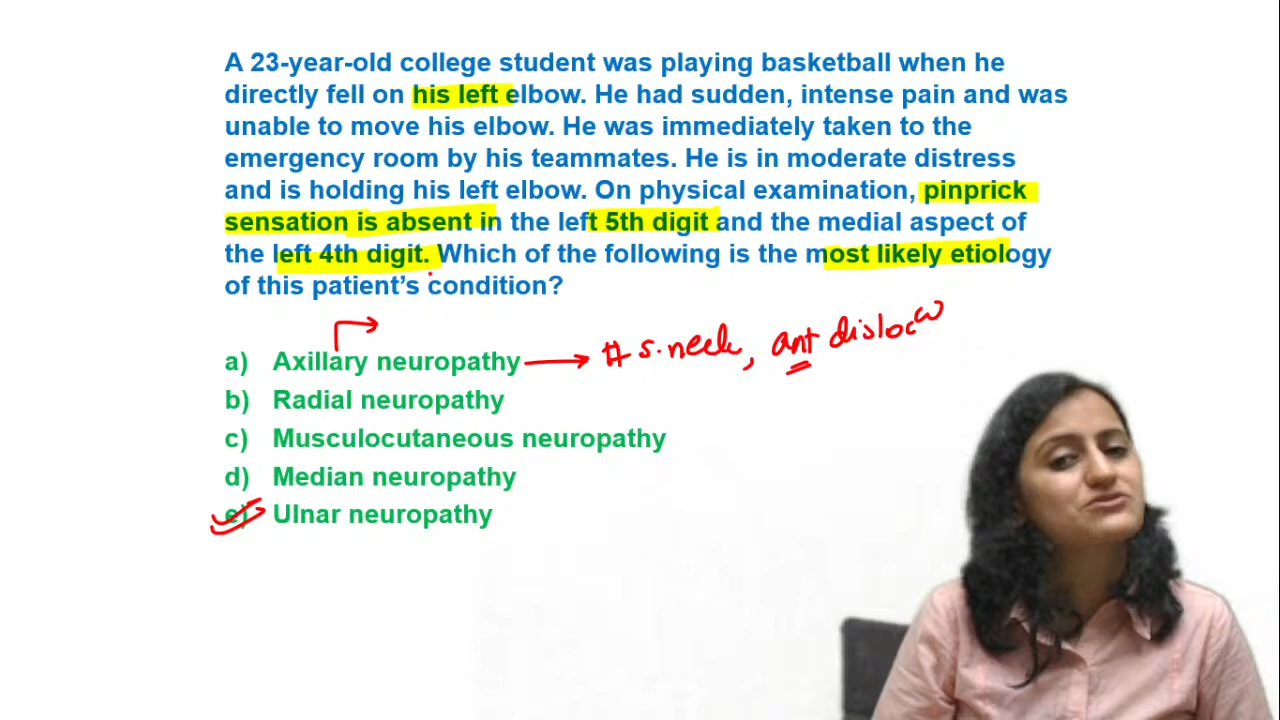 A 23-year-old college student was playing basketball when he
directly fell on his left elbow. He had sudden, intense pain and was
unable to move his elbow. He was immediately taken to the
emergency room by his teammates. He is in moderate distress
and is holding his left elbow. On physical examination, pinprick
sensation is absent in the left 5th digit and the medial aspect of
the left 4th digit. Which of the following is the most likely etiology
of this patient's condition?
a) Axillary neuropathy → # s.neck, ant disloc
b) Radial neuropathy
c) Musculocutaneous neuropathy
d) Median neuropathy
e) Ulnar neuropathy